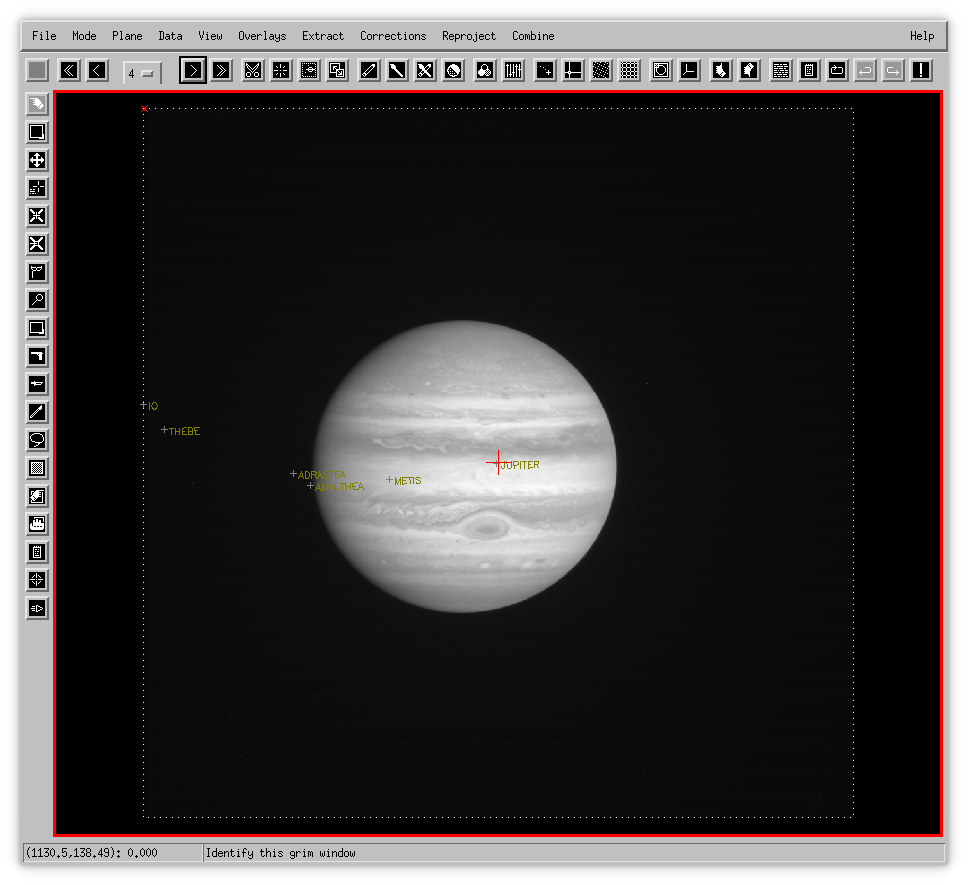 File Mode Plane Data View Overlays Extract Corrections Reproject Combine Help
4
IO
THEBE
JUPITER
ADRASTEA
METIS
AMALTHEA
(1130.5,138.49): 0.000 Identify this grim window